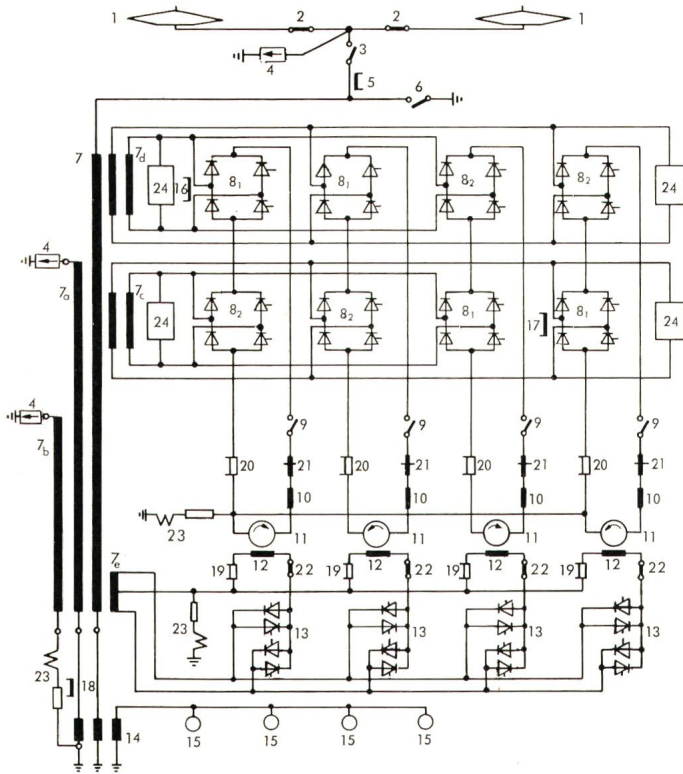 1 2 2 1
3
4
5 6
7 7d 24 16 8₁ 8₁ 8₂ 8₂ 24
4
7a 7c 24 8₂ 8₂ 8₁ 17 8₁ 24
4
7b 9 9 9 9
20 21 20 21 20 21 20 21
10 10 10 10
23 11 11 11 11
7e 19 12 22 19 12 22 19 12 22 19 12 22
23 13 13 13 13
23 18
14 15 15 15 15